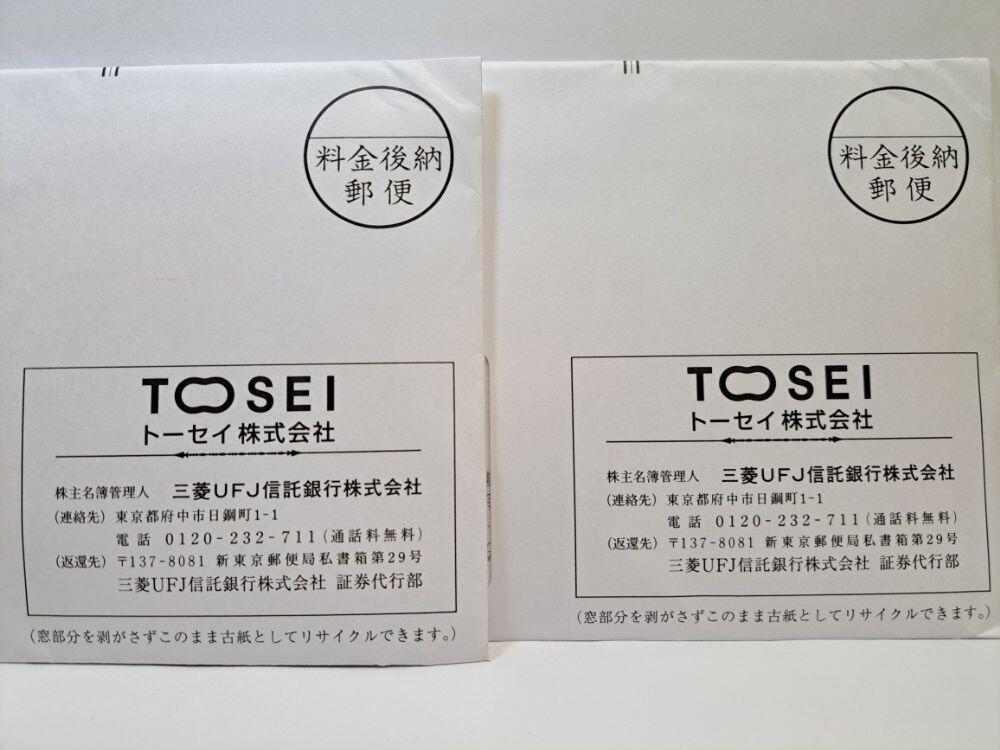 料金後納
郵便
TOSEI
トーセイ株式会社
株主名簿管理人 三菱UFJ信託銀行株式会社
(連絡先) 東京都府中市日鋼町1-1
電話 0120-232-711(通話料無料)
(返還先) 〒137-8081 新東京郵便局私書箱第29号
三菱UFJ信託銀行株式会社 証券代行部
(窓部分を剥がさずこのまま古紙としてリサイクルできます。)
料金後納
郵便
TOSEI
トーセイ株式会社
株主名簿管理人 三菱UFJ信託銀行株式会社
(連絡先) 東京都府中市日鋼町1-1
電話 0120-232-711(通話料無料)
(返還先) 〒137-8081 新東京郵便局私書箱第29号
三菱UFJ信託銀行株式会社 証券代行部
(窓部分を剥がさずこのまま古紙としてリサイクルできます。)